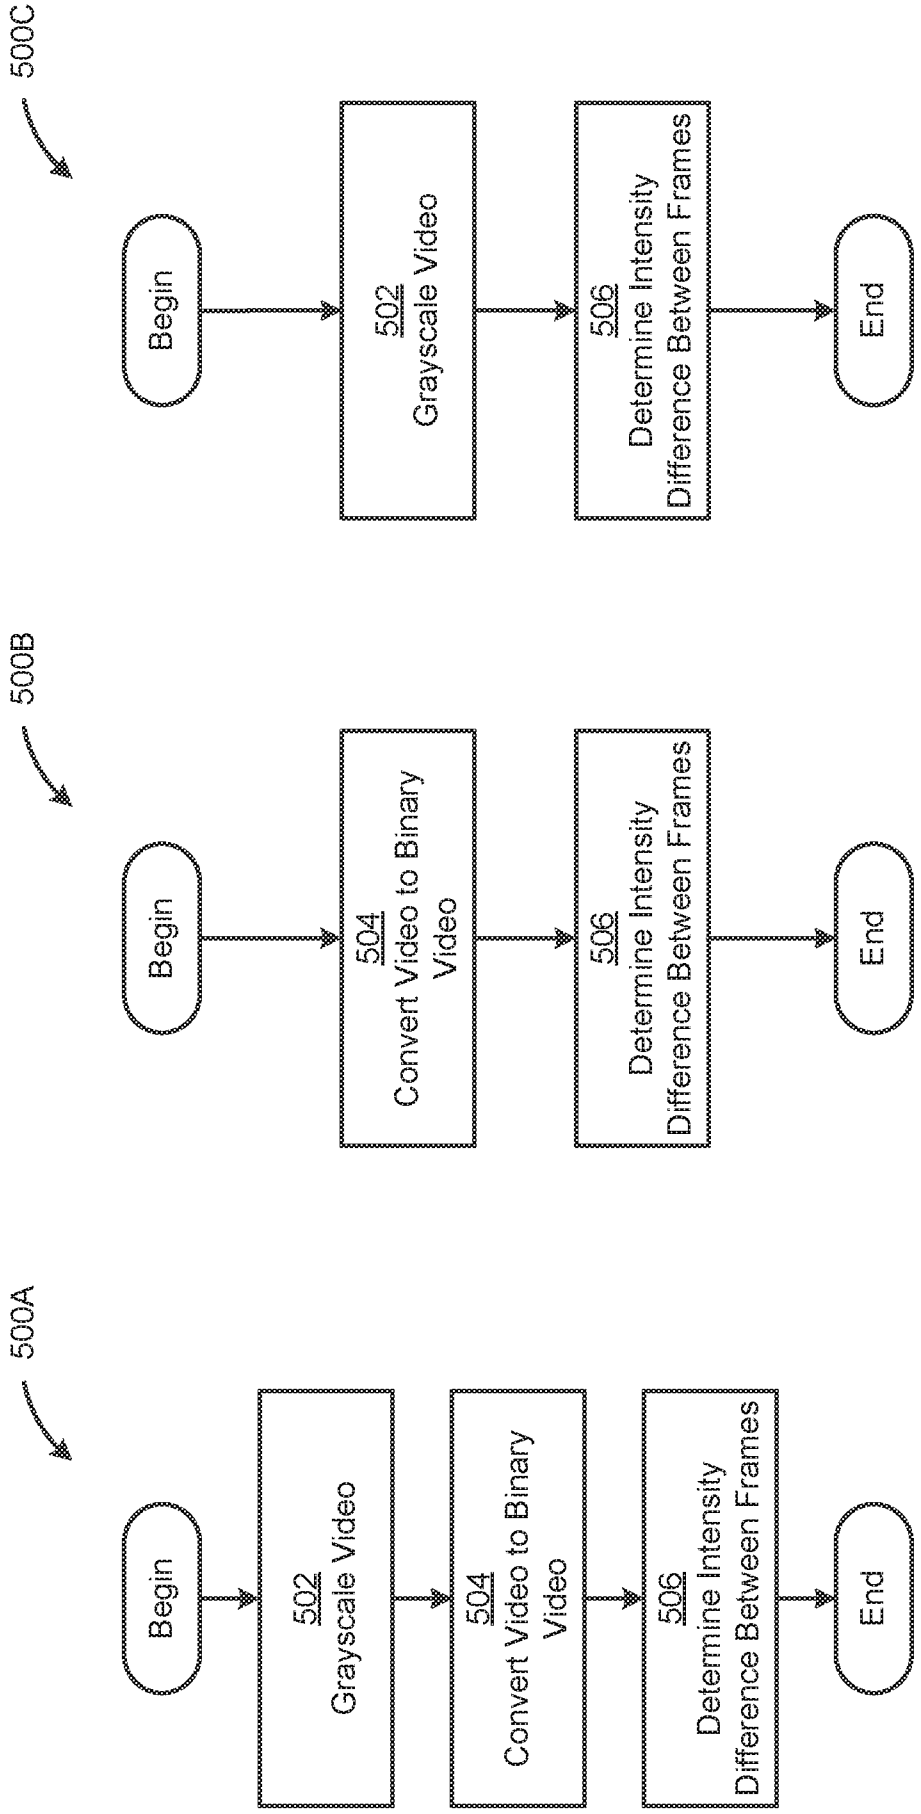 500A
Begin
502
Grayscale Video
504
Convert Video to Binary
Video
506
Determine Intensity
Difference Between Frames
End
500B
Begin
504
Convert Video to Binary
Video
506
Determine Intensity
Difference Between Frames
End
500C
Begin
502
Grayscale Video
506
Determine Intensity
Difference Between Frames
End